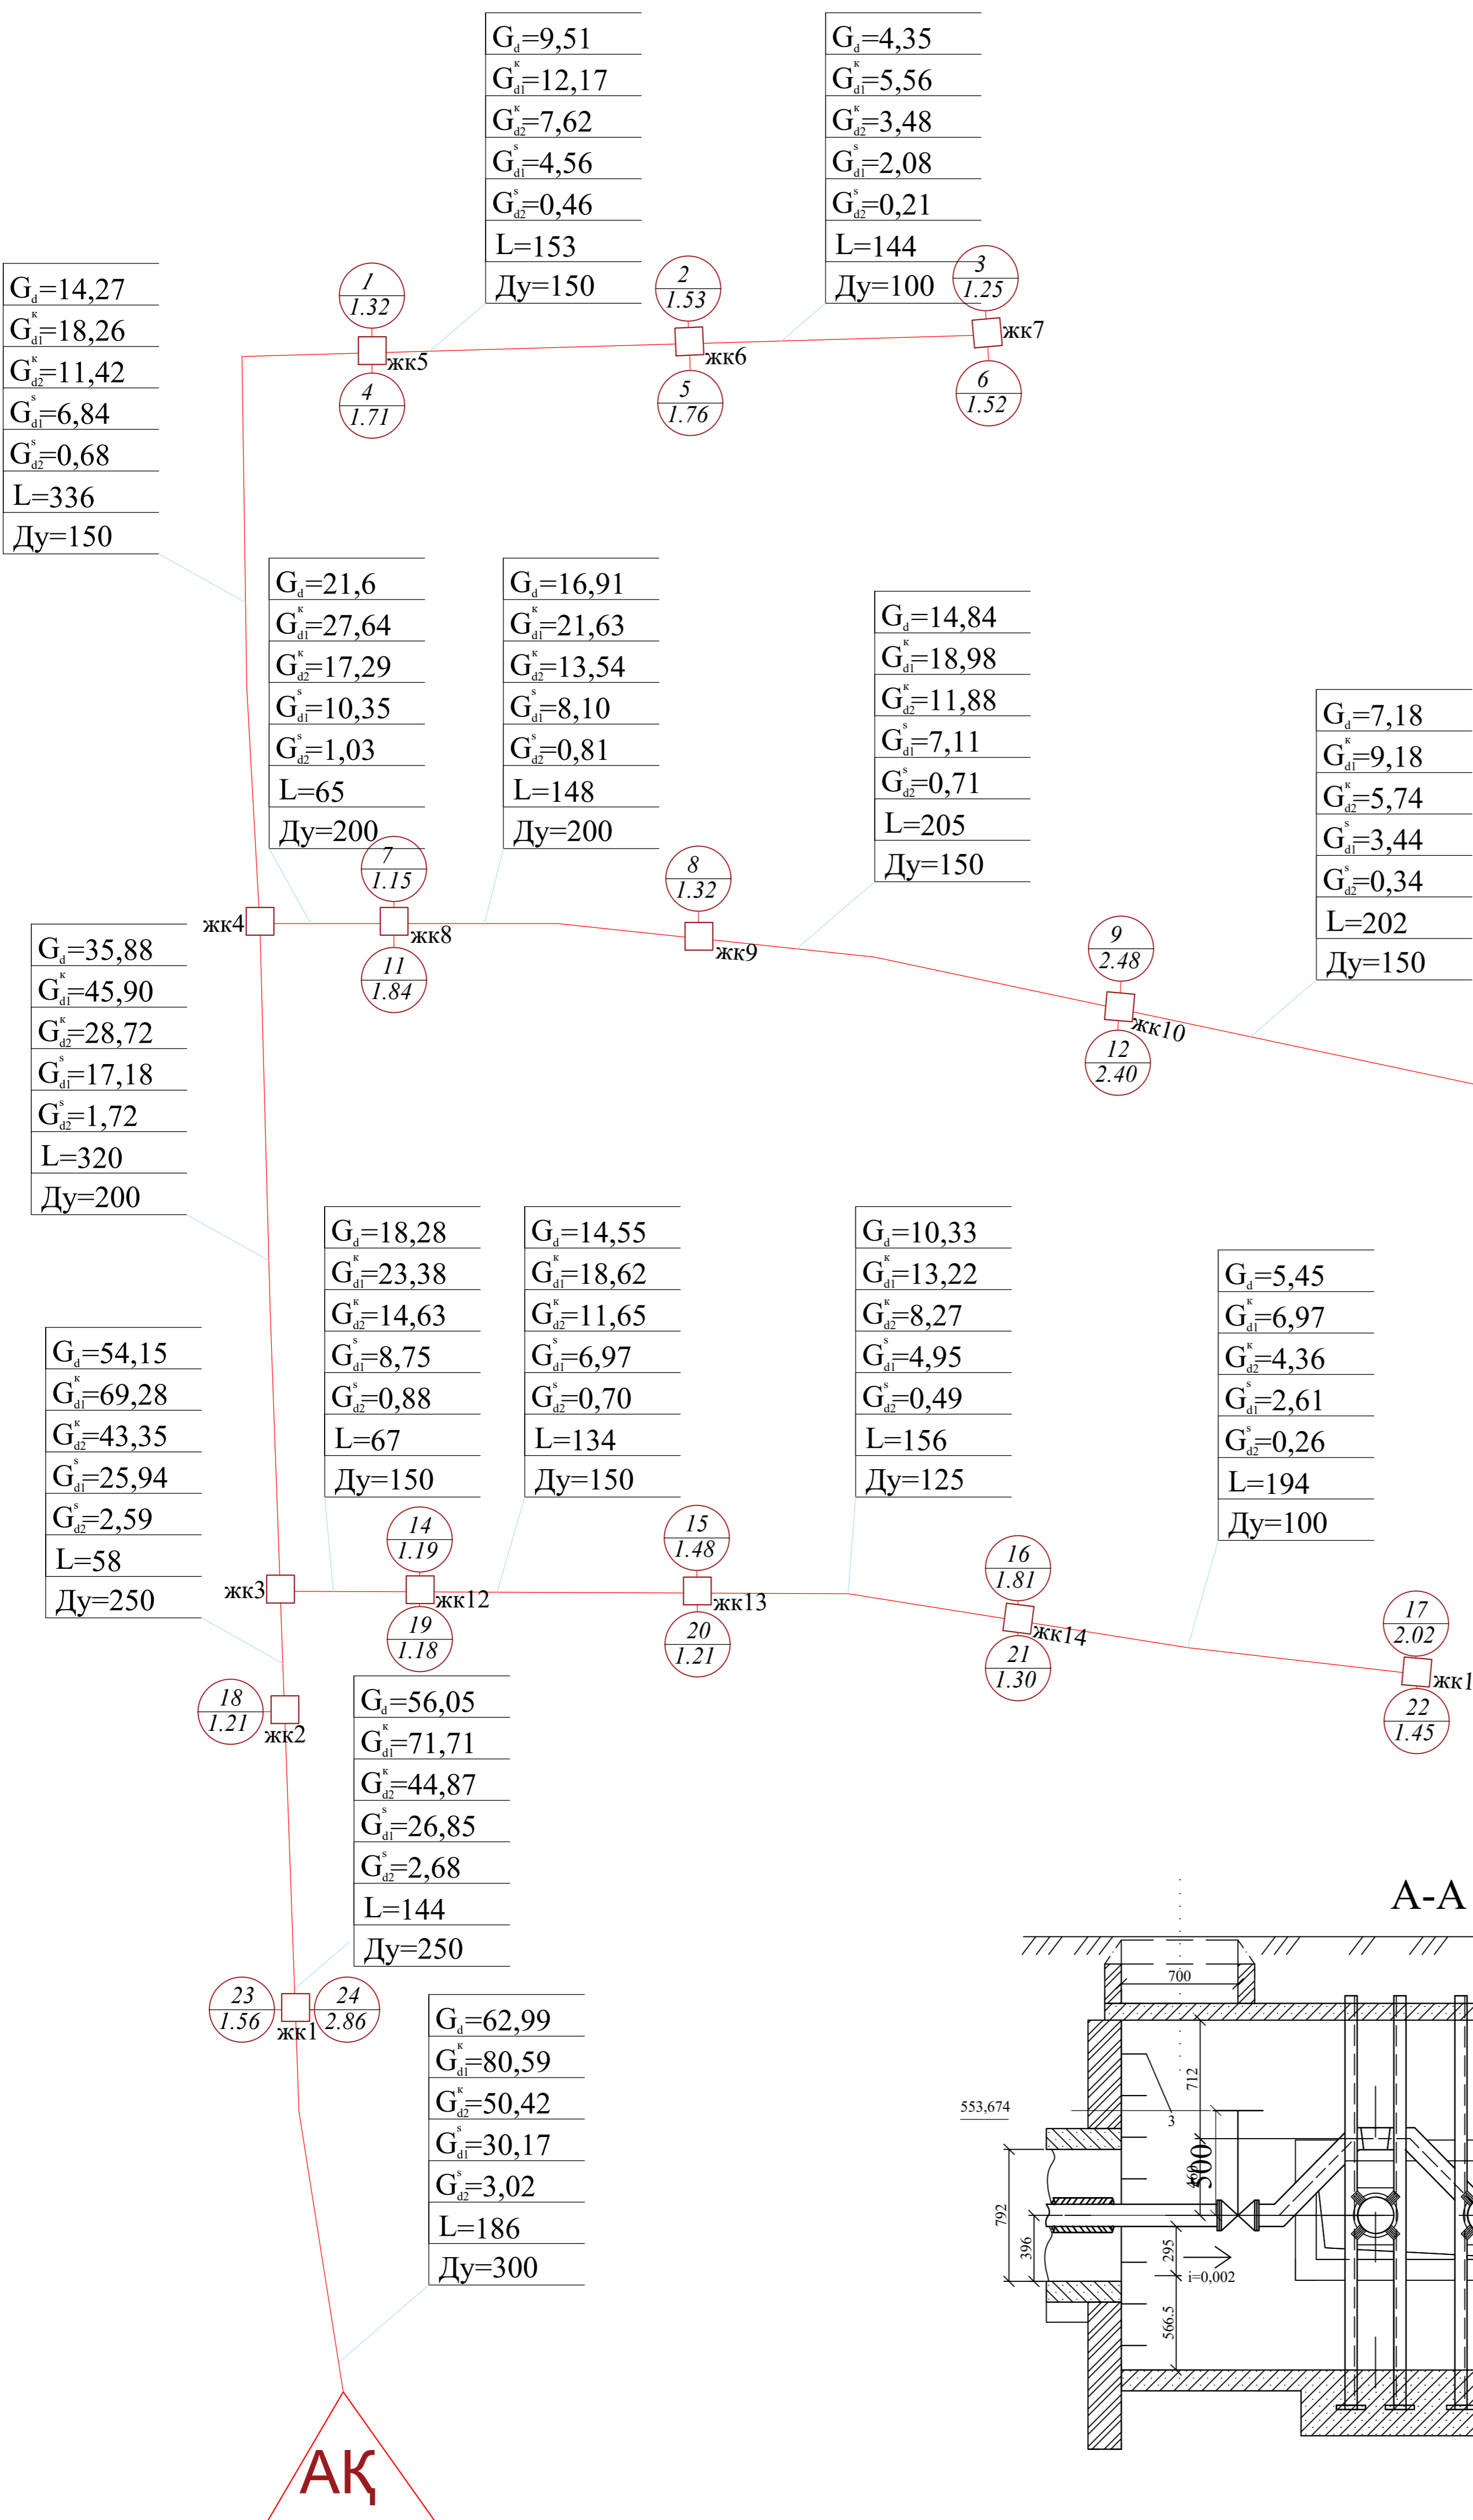 G_d=9,51
G^к_d1=12,17
G^к_d2=7,62
G^s_d1=4,56
G^s_d2=0,46
L=153
Ду=150
G_d=4,35
G^к_d1=5,56
G^к_d2=3,48
G^s_d1=2,08
G^s_d2=0,21
L=144
Ду=100
G_d=14,27
G^к_d1=18,26
G^к_d2=11,42
G^s_d1=6,84
G^s_d2=0,68
L=336
Ду=150
1
1.32
жк5
4
1.71
2
1.53
жк6
5
1.76
3
1.25
жк7
6
1.52
G_d=21,6
G^к_d1=27,64
G^к_d2=17,29
G^s_d1=10,35
G^s_d2=1,03
L=65
Ду=200
G_d=16,91
G^к_d1=21,63
G^к_d2=13,54
G^s_d1=8,10
G^s_d2=0,81
L=148
Ду=200
G_d=14,84
G^к_d1=18,98
G^к_d2=11,88
G^s_d1=7,11
G^s_d2=0,71
L=205
Ду=150
G_d=7,18
G^к_d1=9,18
G^к_d2=5,74
G^s_d1=3,44
G^s_d2=0,34
L=202
Ду=150
жк4
7
1.15
жк8
11
1.84
8
1.32
жк9
9
2.48
жк10
12
2.40
G_d=35,88
G^к_d1=45,90
G^к_d2=28,72
G^s_d1=17,18
G^s_d2=1,72
L=320
Ду=200
G_d=18,28
G^к_d1=23,38
G^к_d2=14,63
G^s_d1=8,75
G^s_d2=0,88
L=67
Ду=150
G_d=14,55
G^к_d1=18,62
G^к_d2=11,65
G^s_d1=6,97
G^s_d2=0,70
L=134
Ду=150
G_d=10,33
G^к_d1=13,22
G^к_d2=8,27
G^s_d1=4,95
G^s_d2=0,49
L=156
Ду=125
G_d=5,45
G^к_d1=6,97
G^к_d2=4,36
G^s_d1=2,61
G^s_d2=0,26
L=194
Ду=100
G_d=54,15
G^к_d1=69,28
G^к_d2=43,35
G^s_d1=25,94
G^s_d2=2,59
L=58
Ду=250
жк3
14
1.19
жк12
19
1.18
15
1.48
жк13
20
1.21
16
1.81
жк14
21
1.30
17
2.02
жк1
22
1.45
18
1.21
жк2
G_d=56,05
G^к_d1=71,71
G^к_d2=44,87
G^s_d1=26,85
G^s_d2=2,68
L=144
Ду=250
23
1.56
жк1
24
2.86
G_d=62,99
G^к_d1=80,59
G^к_d2=50,42
G^s_d1=30,17
G^s_d2=3,02
L=186
Ду=300
АҚ
А-А
700
712
553,674
3
500
460
792
396
295
i=0,002
566.5